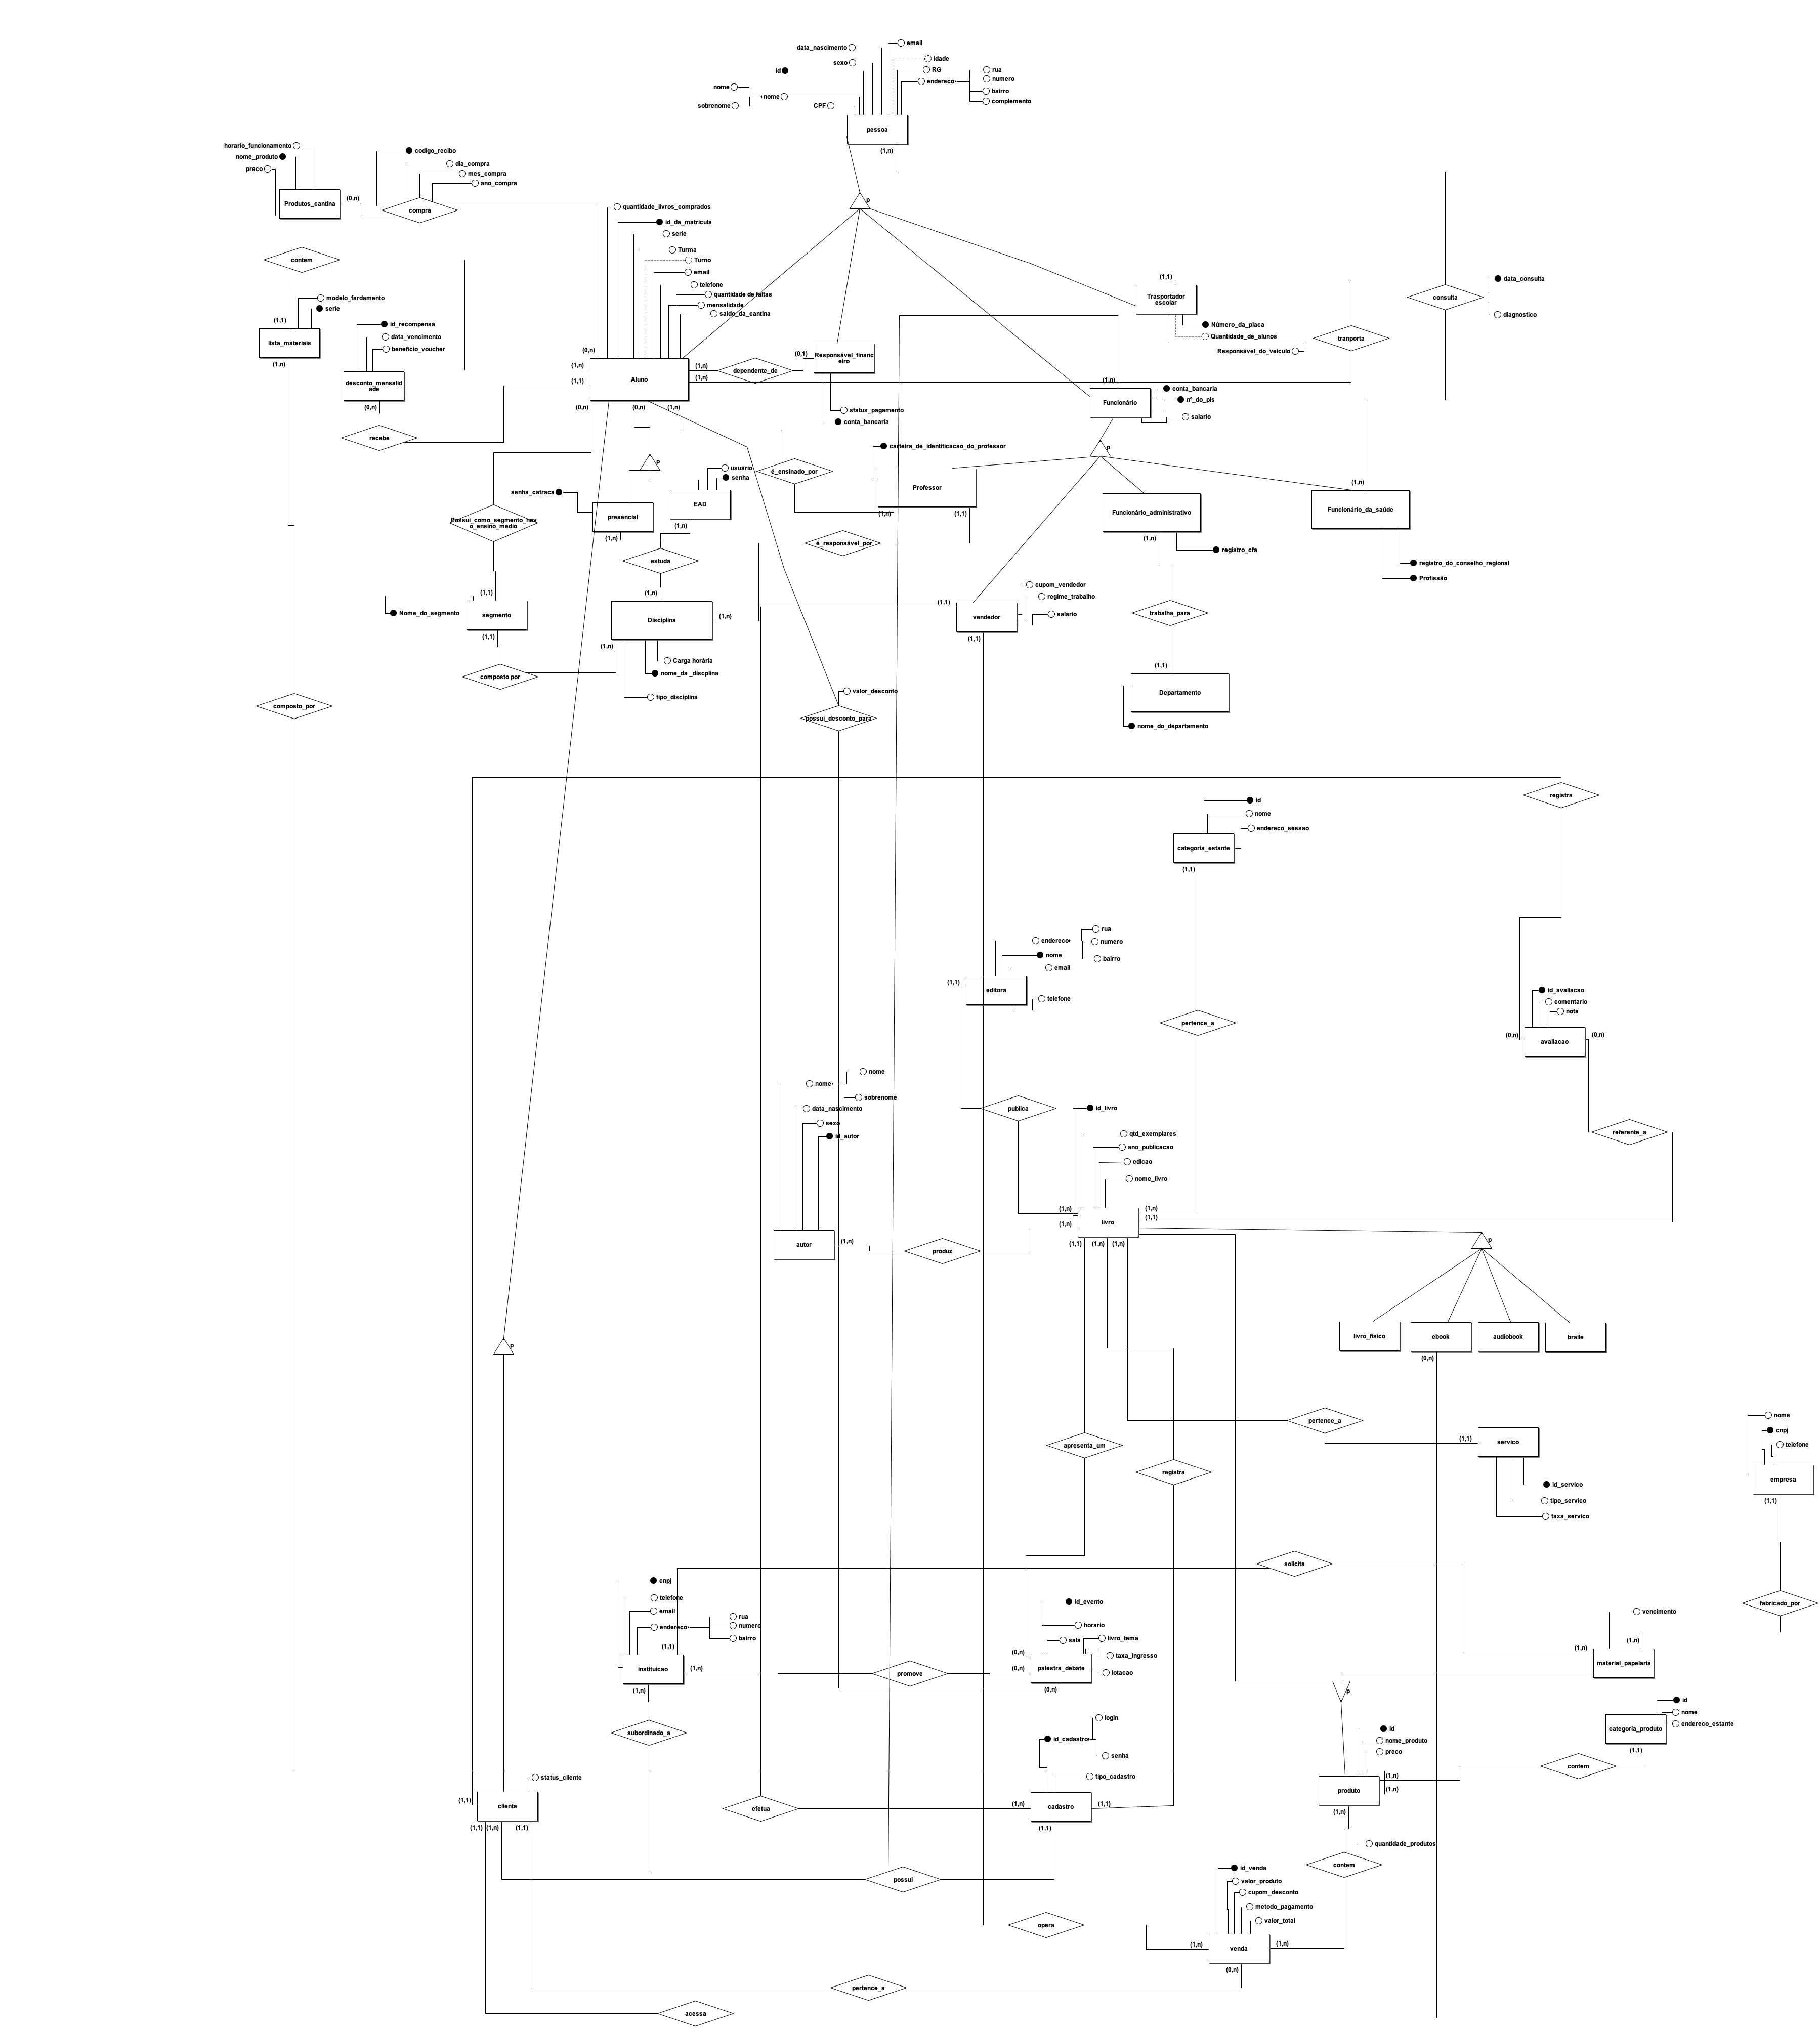 email
data_nascimento
idade
sexo
RG
rua
id
numero
endereco
nome
bairro
nome
sobrenome
complemento
CPF
pessoa
(1,n)
horario_funcionamento
codigo_recibo
nome_produto
dia_compra
preco
mes_compra
ano_compra
Produtos_cantina
(0,n)
compra
p
quantidade_livros_comprados
id_da_matricula
serie
Turma
Turno
email
telefone
quantidade de faltas
mensalidade
saldo_da_cantina
contem
(1,1)
data_consulta
Trasportador
escolar
consulta
diagnostico
Número_da_placa
Quantidade_de_alunos
Responsável_do_veiculo
tranporta
modelo_fardamento
serie
(1,1)
lista_materiais
(1,n)
id_recompensa
data_vencimento
beneficio_voucher
desconto_mensalid
ade
(0,n)
recebe
(0,n)
(1,n)
(1,1)
Aluno
(1,n)
(1,n)
dependente_de
(0,1)
Responsável_financ
eiro
status_pagamento
conta_bancaria
(1,n)
Funcionário
conta_bancaria
nº_do_pis
salario
(0,n)
(0,n)
(1,n)
p
p
carteira_de_identificacao_do_professor
usuário
senha
é_ensinado_por
Professor
(1,n)
(1,1)
senha_catraca
EAD
presencial
(1,n)
(1,n)
Funcionário_administrativo
(1,n)
(1,n)
Funcionário_da_saúde
Possui_como_segmento_nov
o_ensino_medio
é_responsável_por
registro_cfa
estuda
registro_do_conselho_regional
Profissão
(1,1)
(1,n)
Nome_do_segmento
segmento
(1,1)
Disciplina
(1,n)
(1,n)
cupom_vendedor
regime_trabalho
salario
(1,1)
vendedor
(1,1)
trabalha_para
composto por
Carga horária
nome_da _discplina
tipo_disciplina
(1,1)
Departamento
nome_do_departamento
composto_por
valor_desconto
possui_desconto_para
registra
id
nome
endereco_sessao
categoria_estante
(1,1)
rua
endereco
numero
nome
bairro
email
(1,1)
editora
telefone
id_avaliacao
comentario
nota
pertence_a
(0,n)
(0,n)
avaliacao
nome
nome
sobrenome
data_nascimento
publica
id_livro
sexo
id_autor
qtd_exemplares
referente_a
ano_publicacao
edicao
nome_livro
(1,n)
(1,n)
(1,1)
livro
(1,n)
autor
(1,n)
produz
(1,1)
(1,n)
(1,n)
p
livro_fisico
ebook
audiobook
braile
p
(0,n)
nome
pertence_a
cnpj
(1,1)
servico
telefone
apresenta_um
registra
empresa
id_servico
(1,1)
tipo_servico
taxa_servico
solicita
cnpj
telefone
id_evento
fabricado_por
email
rua
vencimento
endereco
numero
horario
bairro
livro_tema
sala
(1,1)
(0,n)
taxa_ingresso
(1,n)
(1,n)
instituicao
(1,n)
promove
(0,n)
palestra_debate
lotacao
material_papelaria
(1,n)
(0,n)
p
id
login
nome
subordinado_a
id
categoria_produto
endereco_estante
id_cadastro
nome_produto
senha
preco
(1,1)
contem
status_cliente
tipo_cadastro
(1,n)
(1,n)
produto
(1,1)
cliente
efetua
(1,n)
cadastro
(1,1)
(1,n)
(1,1)
(1,n)
(1,1)
(1,1)
quantidade_produtos
contem
possui
id_venda
valor_produto
cupom_desconto
metodo_pagamento
valor_total
opera
(1,n)
venda
(1,n)
(0,n)
pertence_a
acessa